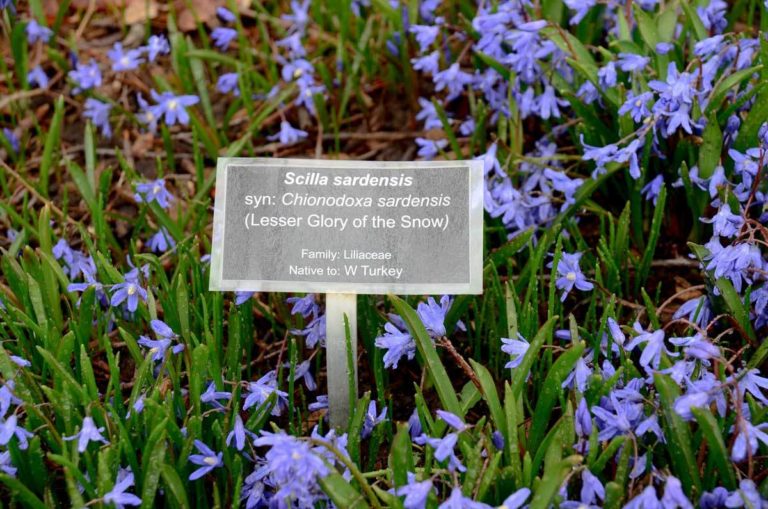 Scilla sardensis
syn: Chionodoxa sardensis
(Lesser Glory of the Snow)
Family: Liliaceae
Native to: W Turkey